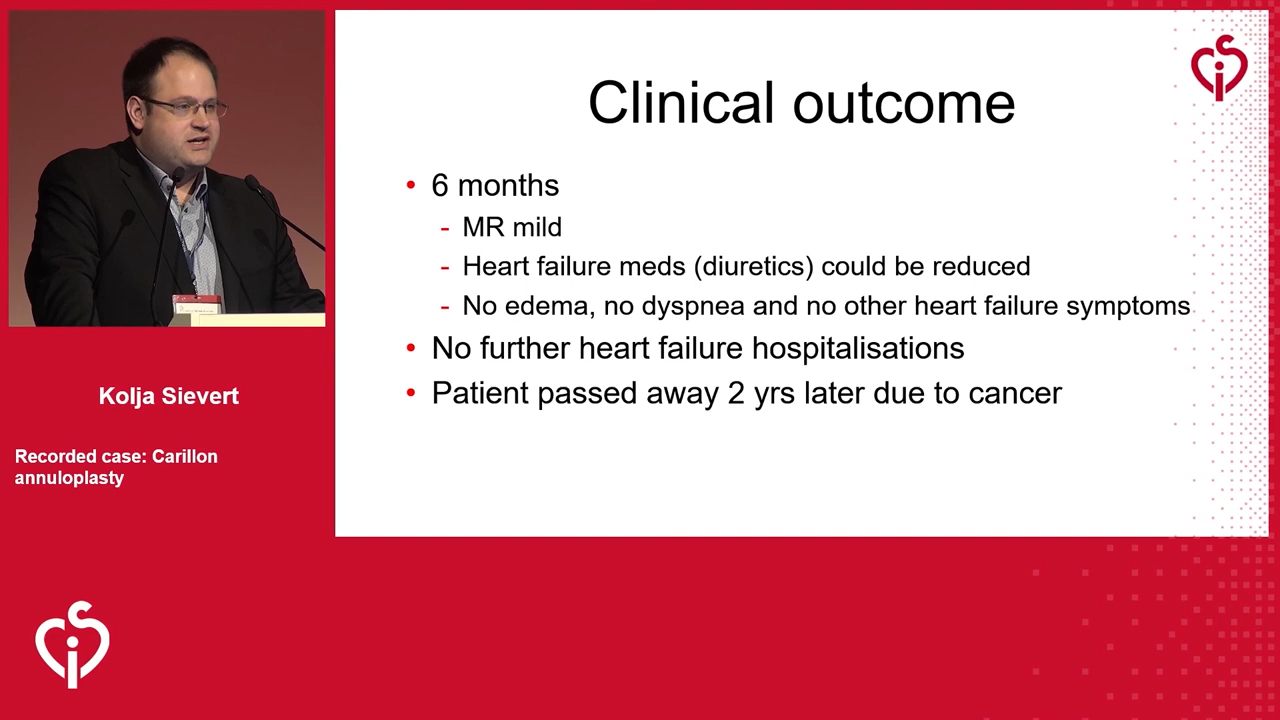 Clinical outcome
• 6 months
- MR mild
- Heart failure meds (diuretics) could be reduced
- No edema, no dyspnea and no other heart failure symptoms
• No further heart failure hospitalisations
• Patient passed away 2 yrs later due to cancer
Kolja Sievert
Recorded case: Carillon
annuloplasty